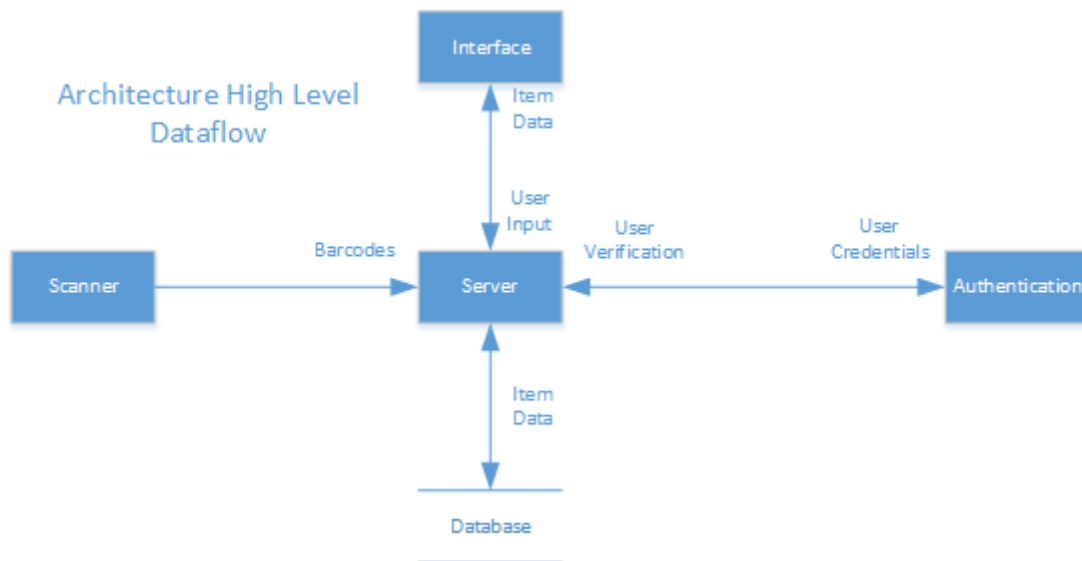 Interface
Architecture High Level
Dataflow
Item
Data
User
Input
User
Verification
User
Credentials
Barcodes
Scanner
Server
Authentication
Item
Data
Database